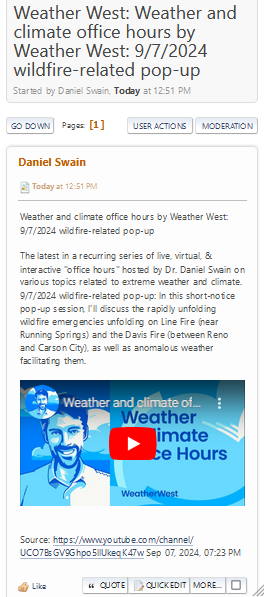 Weather West: Weather and
climate office hours by
Weather West: 9/7/2024
wildfire-related pop-up
Started by Daniel Swain, Today at 12:51 PM
GO DOWN Pages: [1] USER ACTIONS MODERATION
Daniel Swain
Today at 12:51 PM
Weather and climate office hours by Weather West:
9/7/2024 wildfire-related pop-up
The latest in a recurring series of live, virtual, &
interactive "office hours" hosted by Dr. Daniel Swain on
various topics related to extreme weather and climate.
9/7/2024 wildfire-related pop-up: In this short-notice
pop-up session, I'll discuss the rapidly unfolding
wildfire emergencies unfolding on Line Fire (near
Running Springs) and the Davis Fire (between Reno
and Carson City), as well as anomalous weather
facilitating them.
Weather and climate of...
Weather
Climate
Office Hours
WeatherWest
Source: https://www.youtube.com/channel/
Sep 07, 2024, 07:23 PM
Like QUOTE QUICK EDIT MORE...